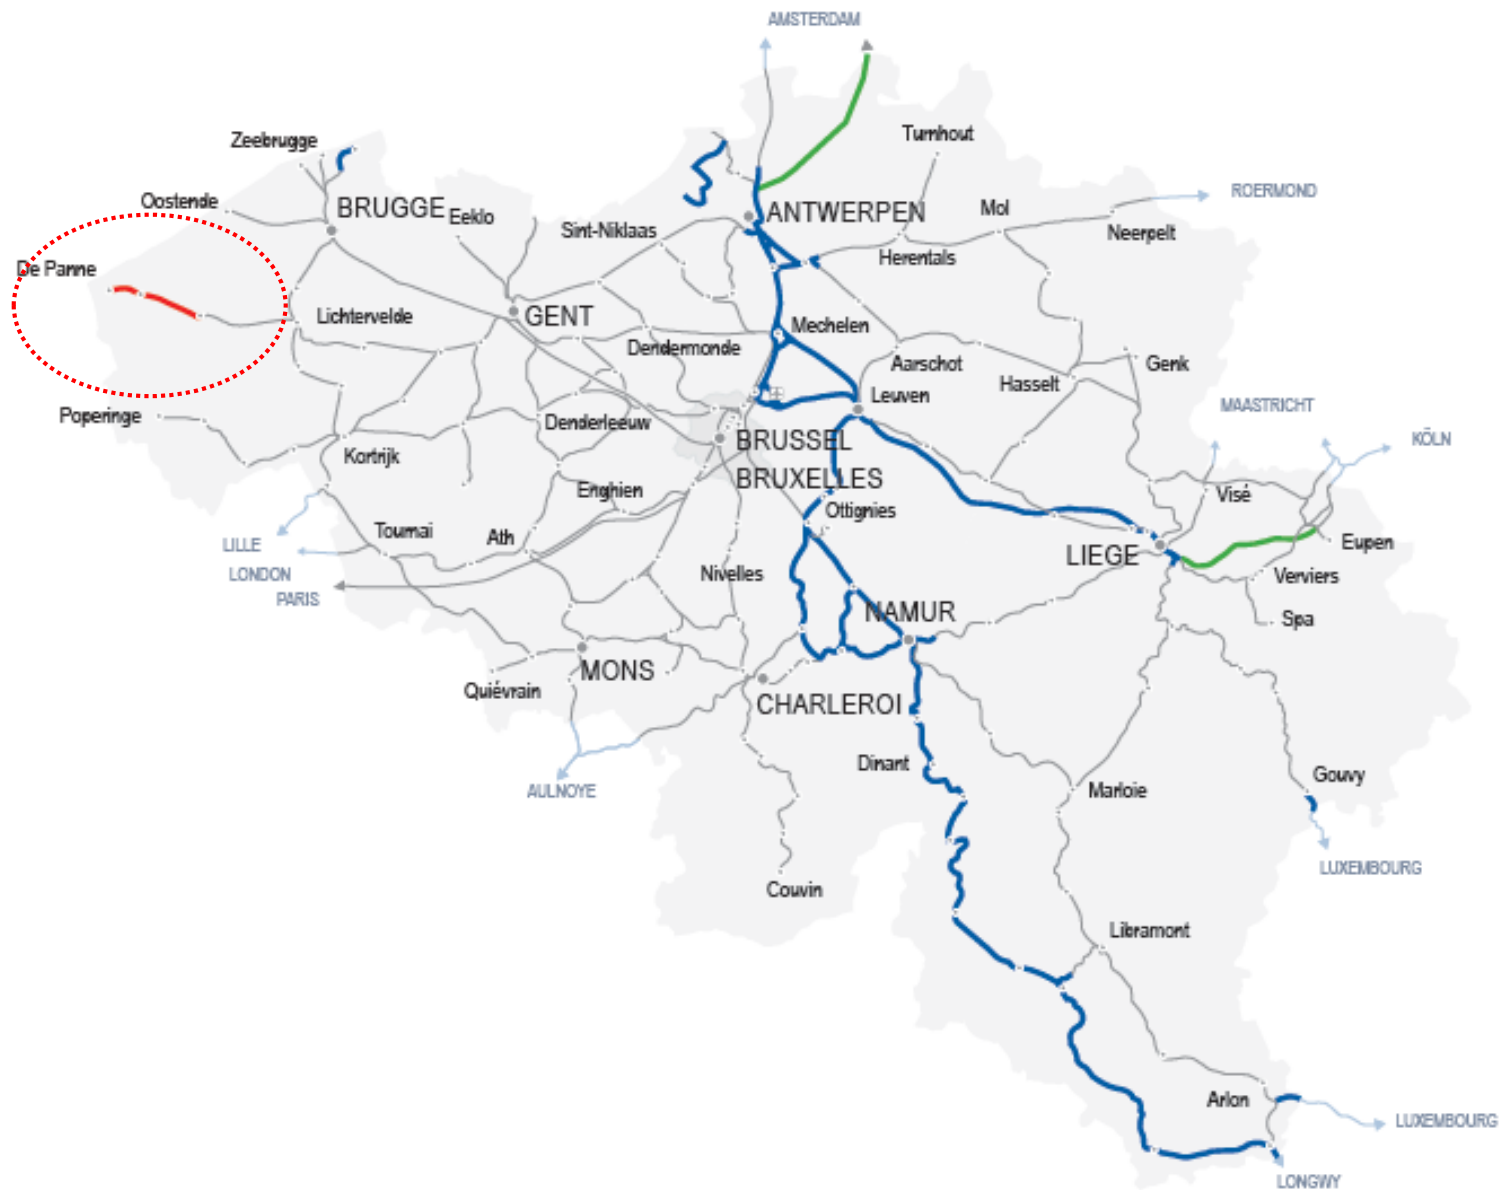 AMSTERDAM
Turnhout
Zeebrugge
ROERMOND
Oostende
BRUGGE
Eeklo
ANTWERPEN
Mol
Sint-Niklaas
Neerpelt
Herentals
De Panne
Lichtervelde
GENT
Mechelen
Dendermonde
Aarschot
Genk
Hasselt
Leuven
MAASTRICHT
Poperinge
Denderleeuw
BRUSSEL
KÖLN
Kortrijk
BRUXELLES
Enghien
Visé
Ottignies
Tournai
Ath
LILLE
LIEGE
Eupen
LONDON
Nivelles
Verviers
PARIS
NAMUR
Spa
MONS
Quiévrain
CHARLEROI
Dinant
Gouvy
AULNOYE
Marloie
LUXEMBOURG
Couvin
Libramont
Arlon
LUXEMBOURG
LONGWY